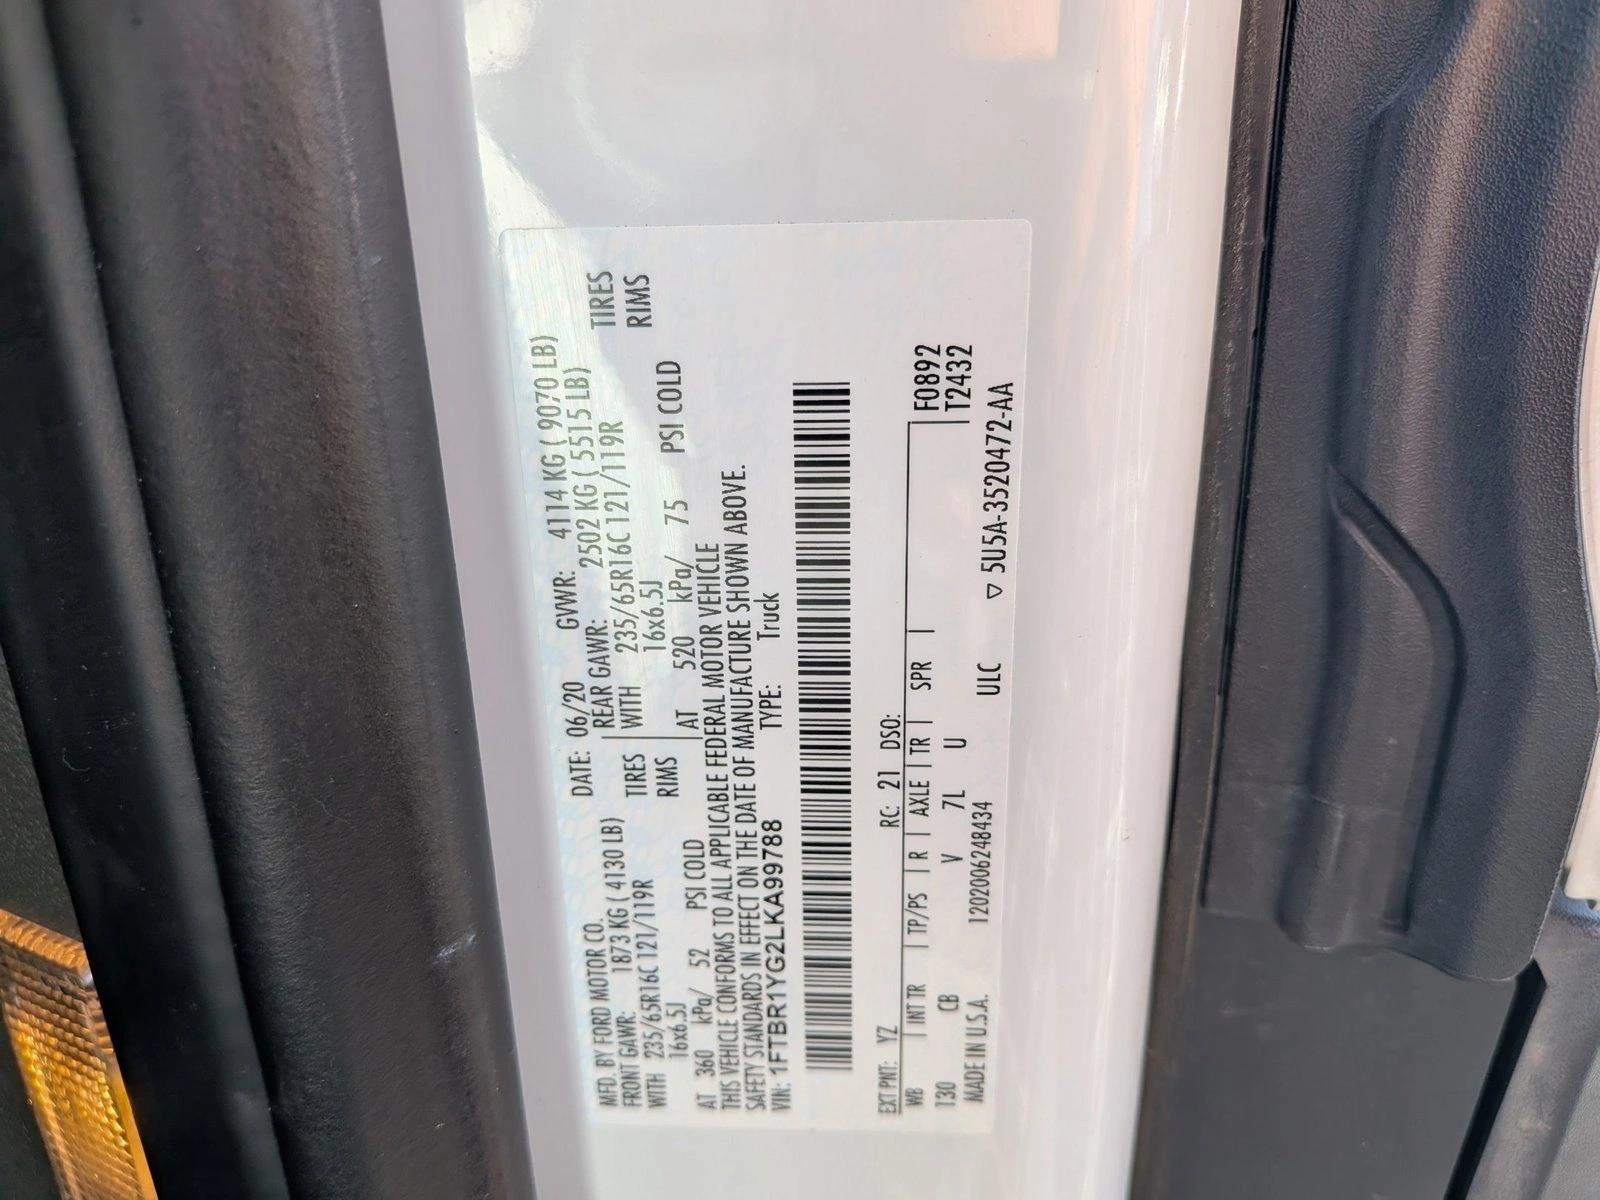 MFD. BY FORD MOTOR CO. DATE: 06/20 GVWR: 4114 KG ( 9070 LB)
FRONT GAWR: 1873 KG ( 4130 LB) REAR GAWR: 2502 KG ( 5515 LB)
WITH 235/65R16C 121/119R TIRES WITH 235/65R16C 121/119R TIRES
16x6.5J RIMS 16x6.5J RIMS
AT 360 kPa/ 52 PSI COLD AT 520 kPa/ 75 PSI COLD
THIS VEHICLE CONFORMS TO ALL APPLICABLE FEDERAL MOTOR VEHICLE
SAFETY STANDARDS IN EFFECT ON THE DATE OF MANUFACTURE SHOWN ABOVE.
VIN: 1FTBR1YG2LKA99788 TYPE: Truck
EXT PNT: YZ RC: 21 DSO:
WB | INT TR | TP/PS | R | AXLE | TR | SPR | F0892
130 CB V 7L U T2432
MADE IN U.S.A. 1202006248434 ULC ▽ 5U5A-3520472-AA